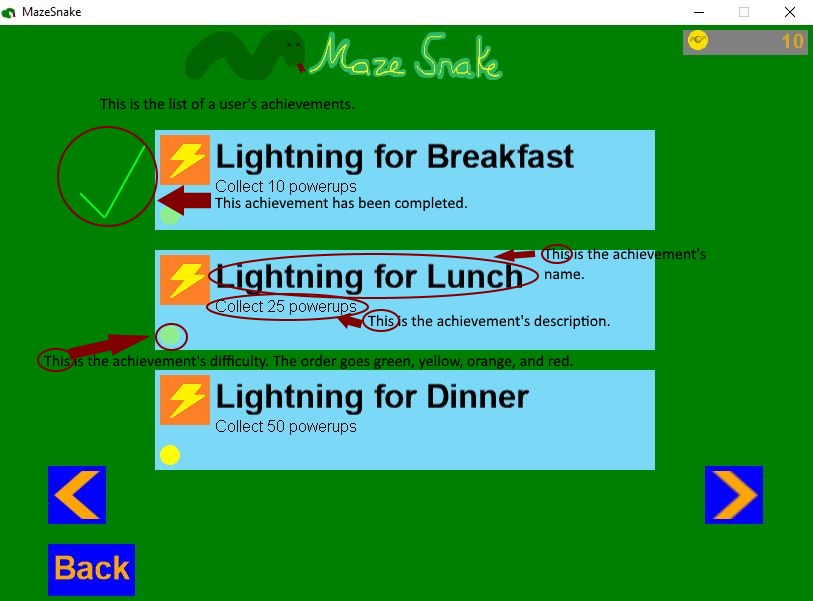 MazeSnake
Maze Snake
10
This is the list of a user's achievements.
Lightning for Breakfast
Collect 10 powerups
This achievement has been completed.
This is the achievement's
name.
Lightning for Lunch
Collect 25 powerups
This is the achievement's description.
This is the achievement's difficulty. The order goes green, yellow, orange, and red.
Lightning for Dinner
Collect 50 powerups
Back